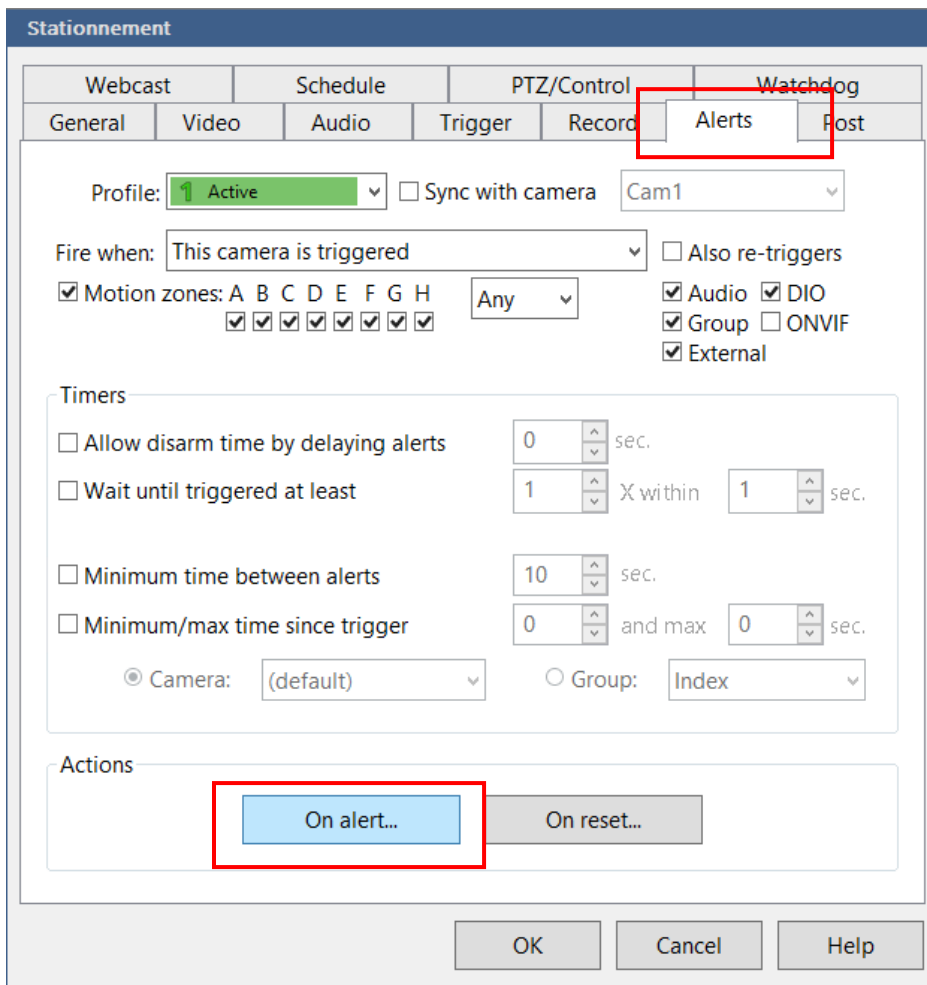 Stationnement
Webcast Schedule PTZ/Control Watchdog
General Video Audio Trigger Record Alerts Post
Profile: 1 Active Sync with camera Cam1
Fire when: This camera is triggered Also re-triggers
Motion zones: A B C D E F G H Any Audio DIO
Group ONVIF
External
Timers
Allow disarm time by delaying alerts 0 sec.
Wait until triggered at least 1 X within 1 sec.
Minimum time between alerts 10 sec.
Minimum/max time since trigger 0 and max 0 sec.
Camera: (default) Group: Index
Actions
On alert... On reset...
OK Cancel Help